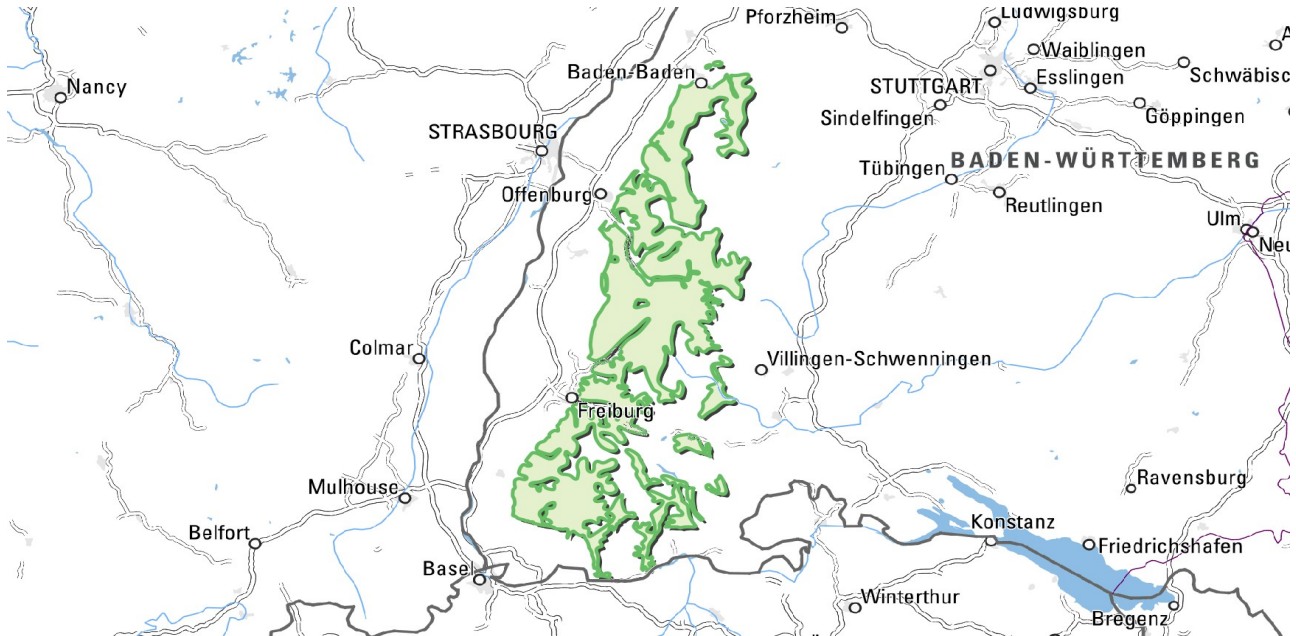 Pforzheim
Ludwigsburg
Waiblingen
Nancy
Baden-Baden
STUTTGART
Esslingen
Schwäbisc
Sindelfingen
Göppingen
STRASBOURG
Tübingen
BADEN-WÜRTTEMBERG
Offenburg
Reutlingen
Ulm
Neu
Colmar
Villingen-Schwenningen
Freiburg
Mulhouse
Ravensburg
Belfort
Konstanz
Friedrichshafen
Basel
Winterthur
Bregenz